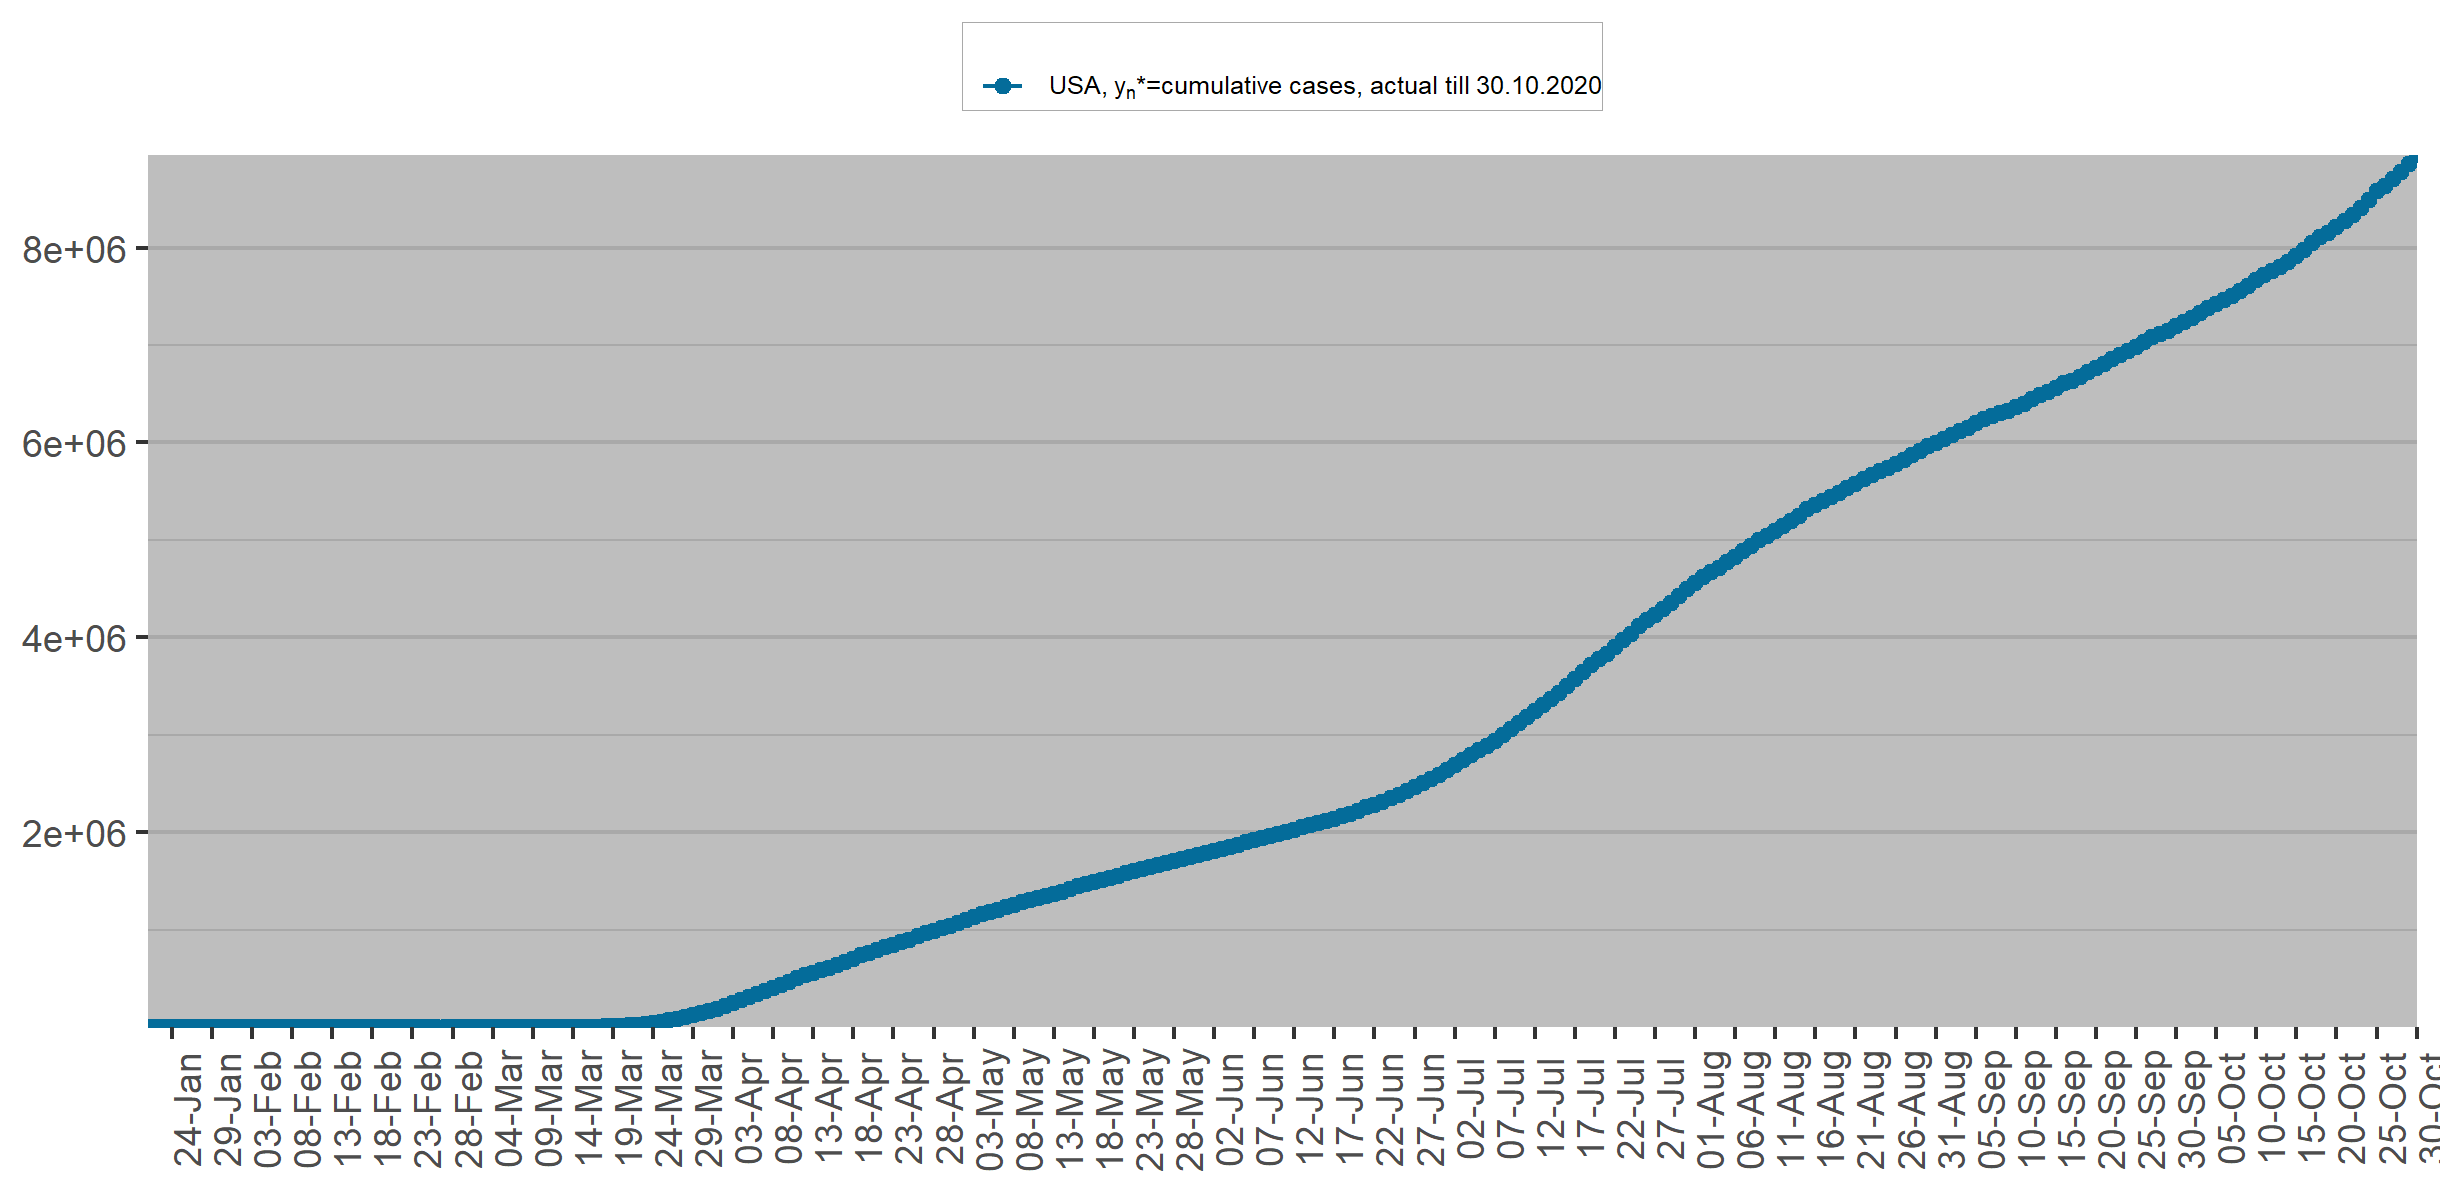 USA, yn*=cumulative cases, actual till 30.10.2020
8e+06
6e+06
4e+06
2e+06
24-Jan
29-Jan
03-Feb
08-Feb
13-Feb
18-Feb
23-Feb
28-Feb
04-Mar
09-Mar
14-Mar
19-Mar
24-Mar
29-Mar
03-Apr
08-Apr
13-Apr
18-Apr
23-Apr
28-Apr
03-May
08-May
13-May
18-May
23-May
28-May
02-Jun
07-Jun
12-Jun
17-Jun
22-Jun
27-Jun
02-Jul
07-Jul
12-Jul
17-Jul
22-Jul
27-Jul
01-Aug
06-Aug
11-Aug
16-Aug
21-Aug
26-Aug
31-Aug
05-Sep
10-Sep
15-Sep
20-Sep
25-Sep
30-Sep
05-Oct
10-Oct
15-Oct
20-Oct
25-Oct
30-Oct